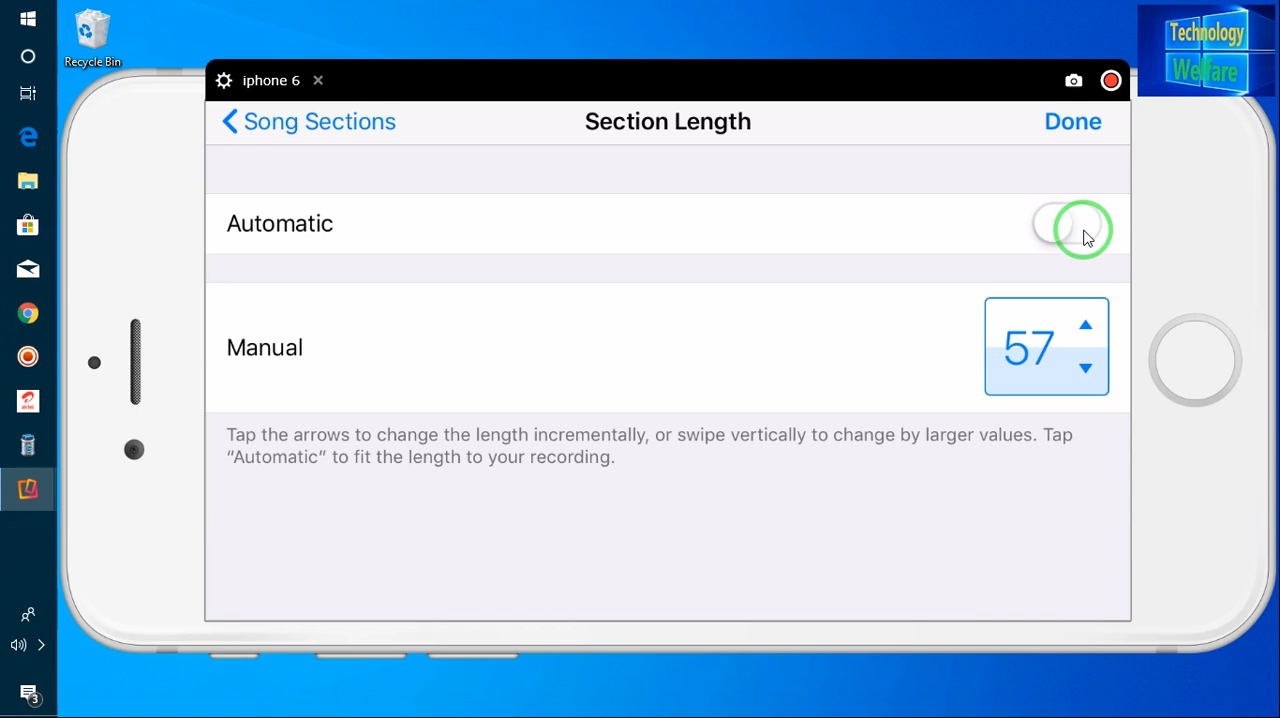 Recycle Bin
Technology
Welfare
iphone 6
Song Sections
Section Length
Done
Automatic
Manual
57
Tap the arrows to change the length incrementally, or swipe vertically to change by larger values. Tap
“Automatic” to fit the length to your recording.
airtel
3